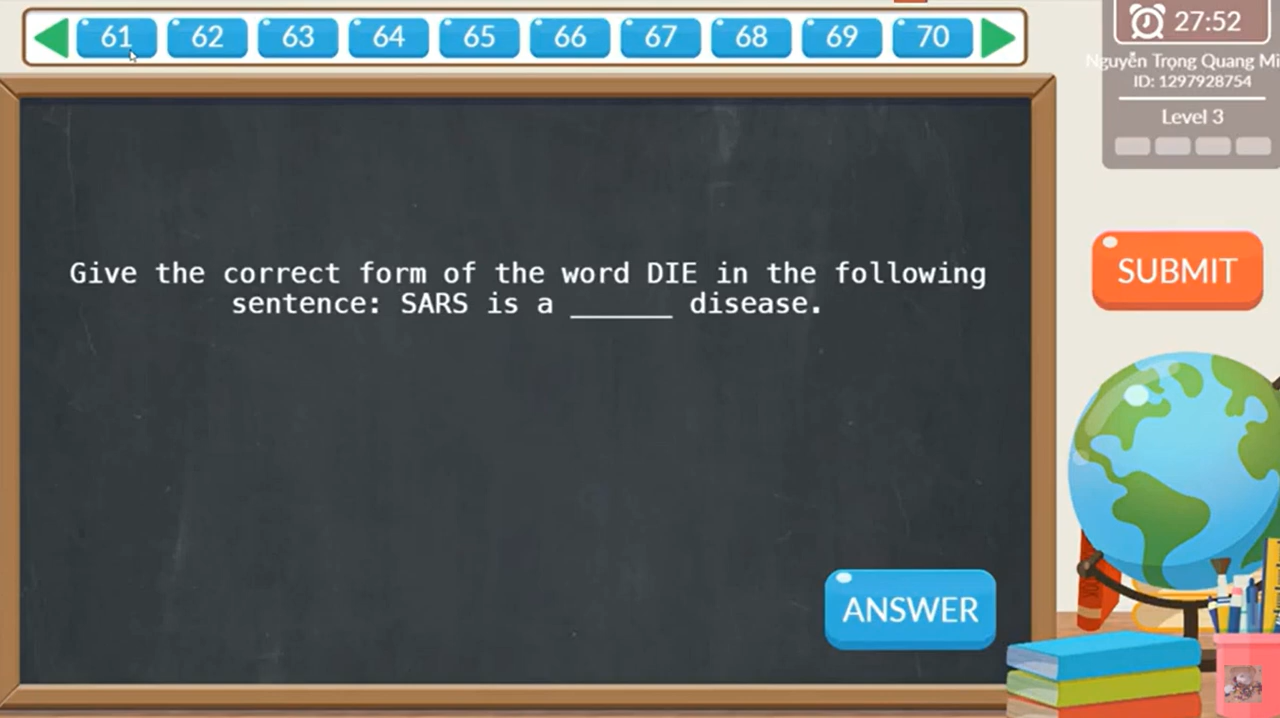 61 62 63 64 65 66 67 68 69 70
27:52
Nguyễn Trọng Quang Mi
ID: 1297928754
Level 3
Give the correct form of the word DIE in the following
sentence: SARS is a ______ disease.
SUBMIT
ANSWER